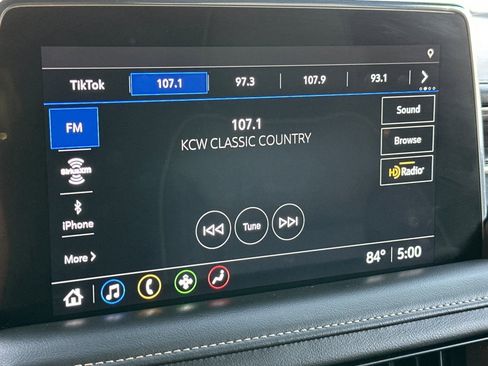 TikTok 107.1 97.3 107.9 93.1 >
FM
107.1
KCW CLASSIC COUNTRY
Sound
Browse
HD Radio
SiriusXM
iPhone
Tune
More >
84° 5:00